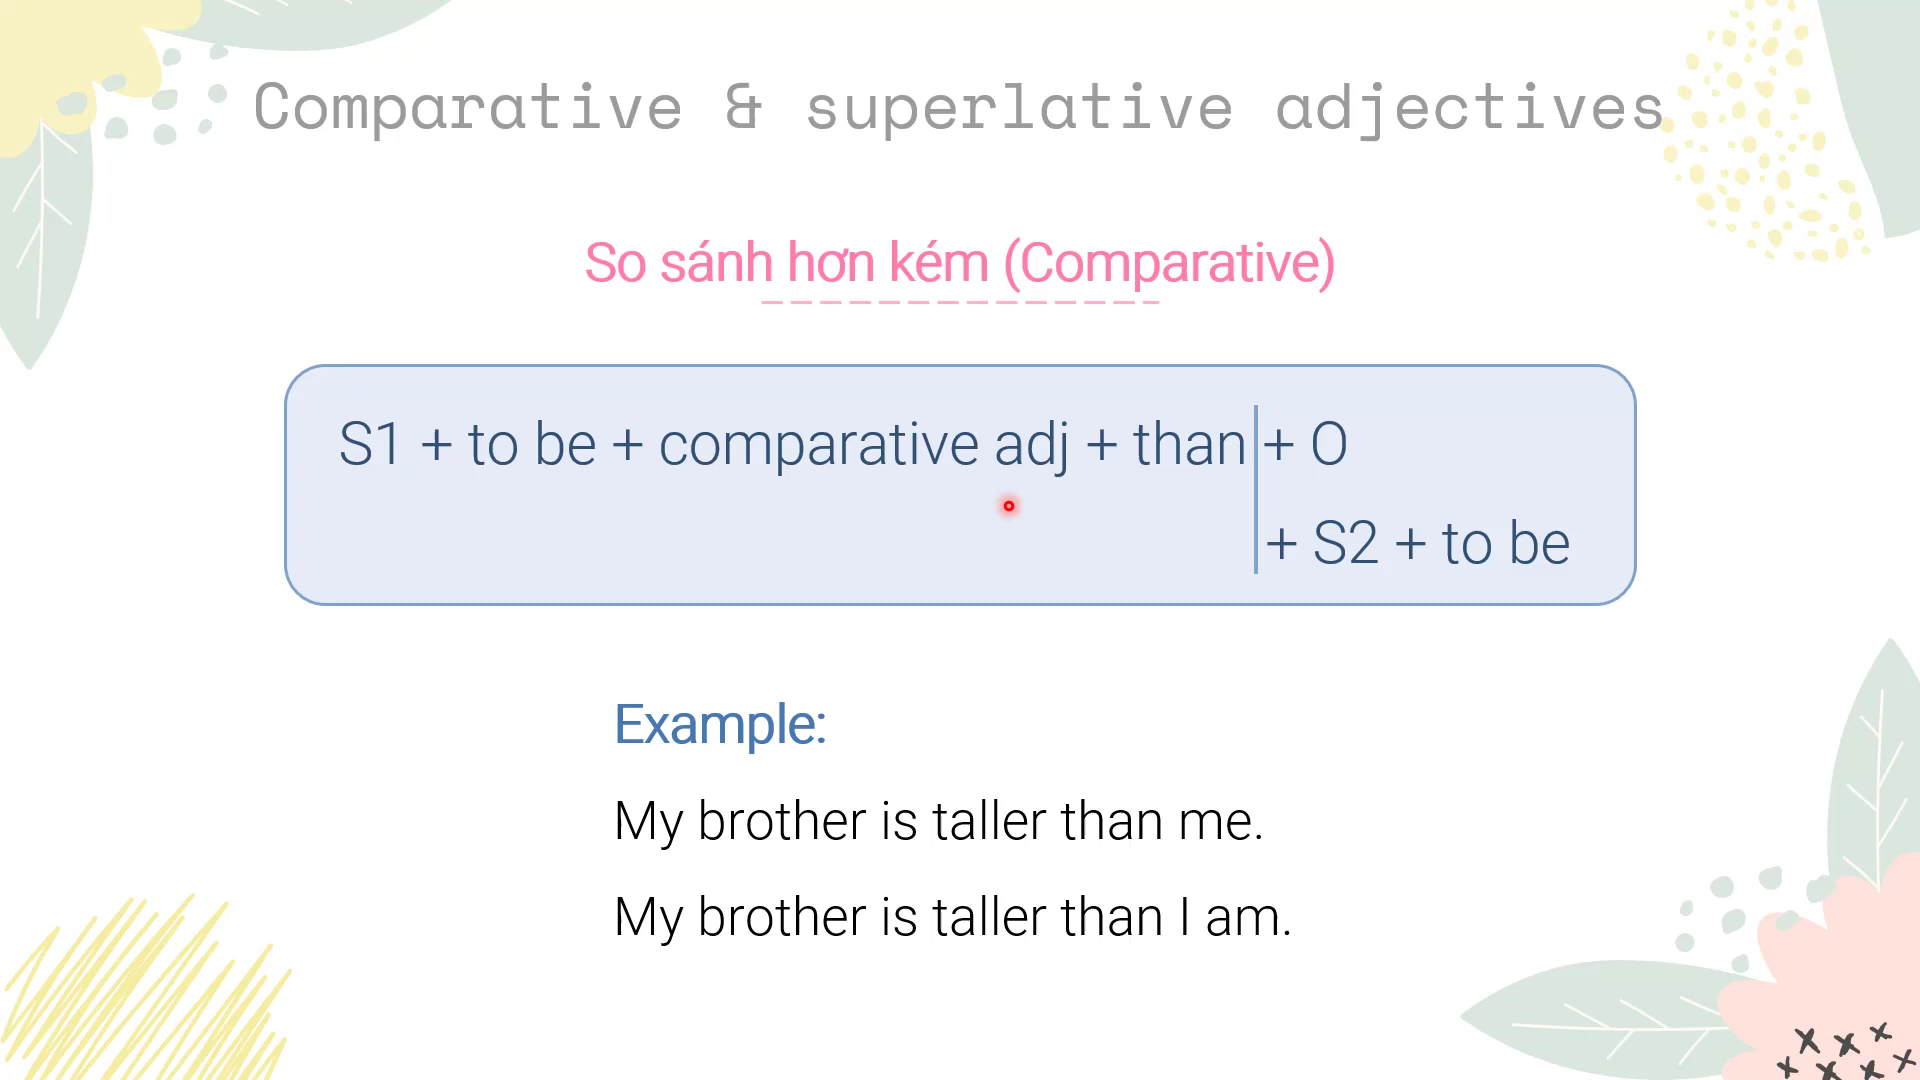 Comparative & superlative adjectives
So sánh hơn kém (Comparative)
S1 + to be + comparative adj + than + O
+ S2 + to be
Example:
My brother is taller than me.
My brother is taller than I am.